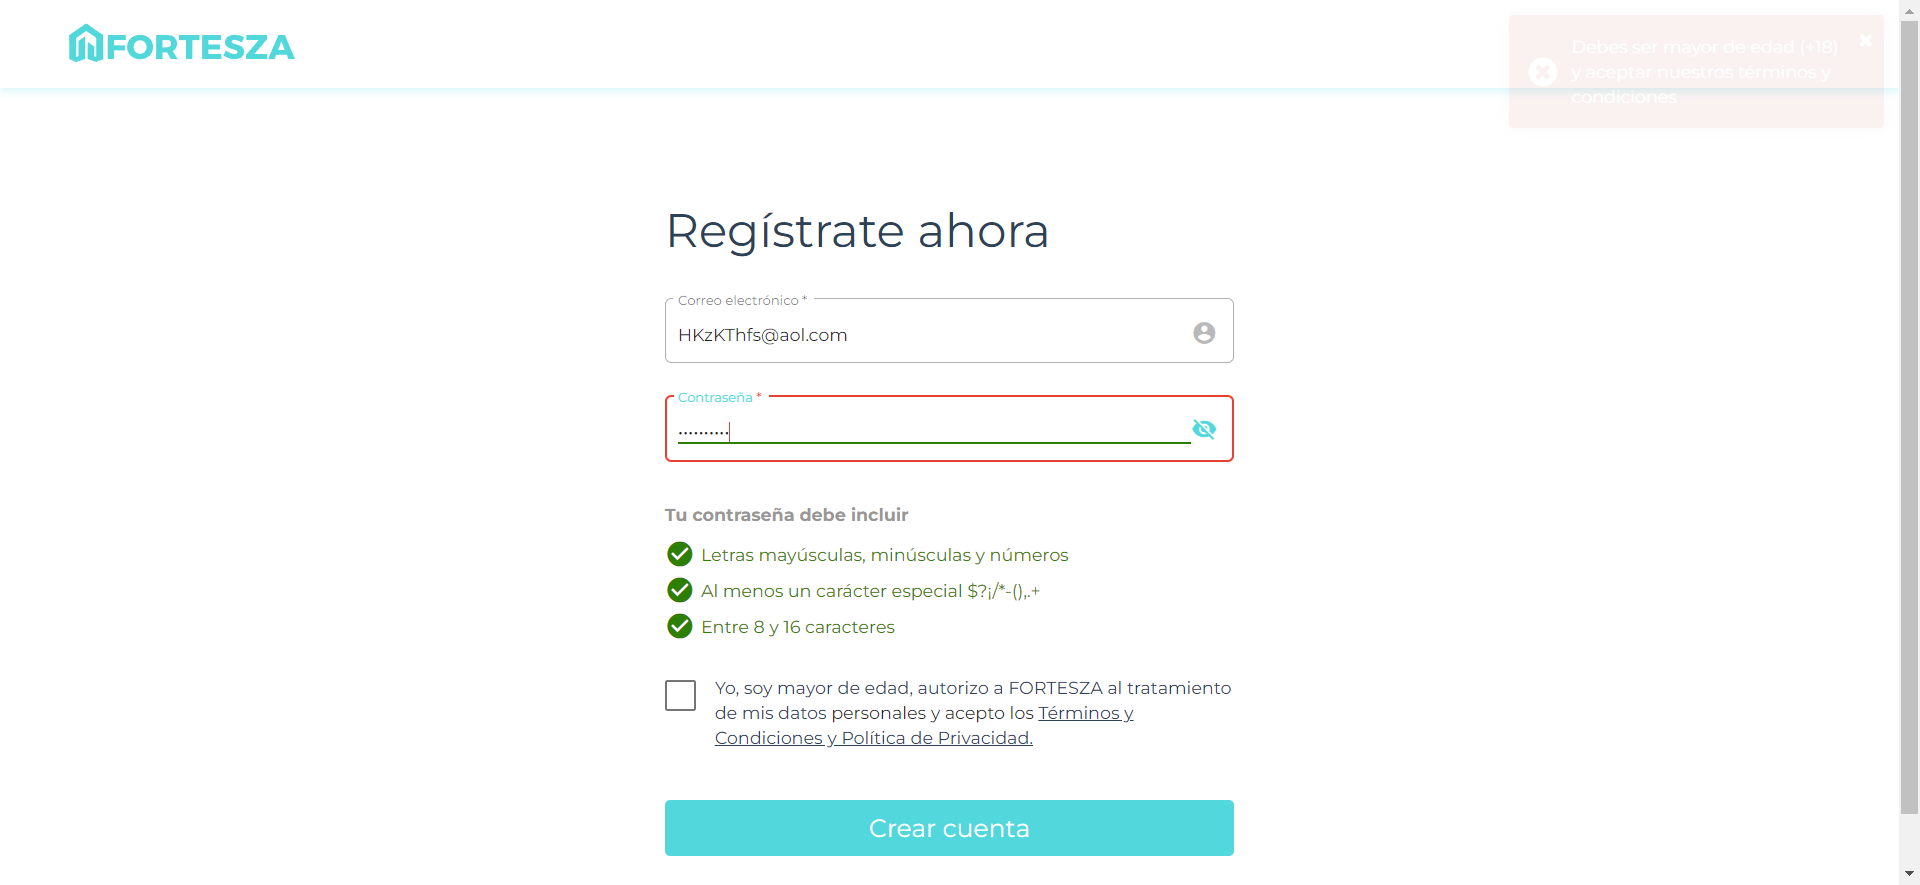 FORTESZA
Debes ser mayor de edad (+18)
y aceptar nuestros términos y
condiciones
Regístrate ahora
Correo electrónico *
HKzKThfs@aol.com
Contraseña *
••••••••••
Tu contraseña debe incluir
Letras mayúsculas, minúsculas y números
Al menos un carácter especial $?¡/*-(),.+
Entre 8 y 16 caracteres
Yo, soy mayor de edad, autorizo a FORTESZA al tratamiento
de mis datos personales y acepto los Términos y
Condiciones y Política de Privacidad.
Crear cuenta